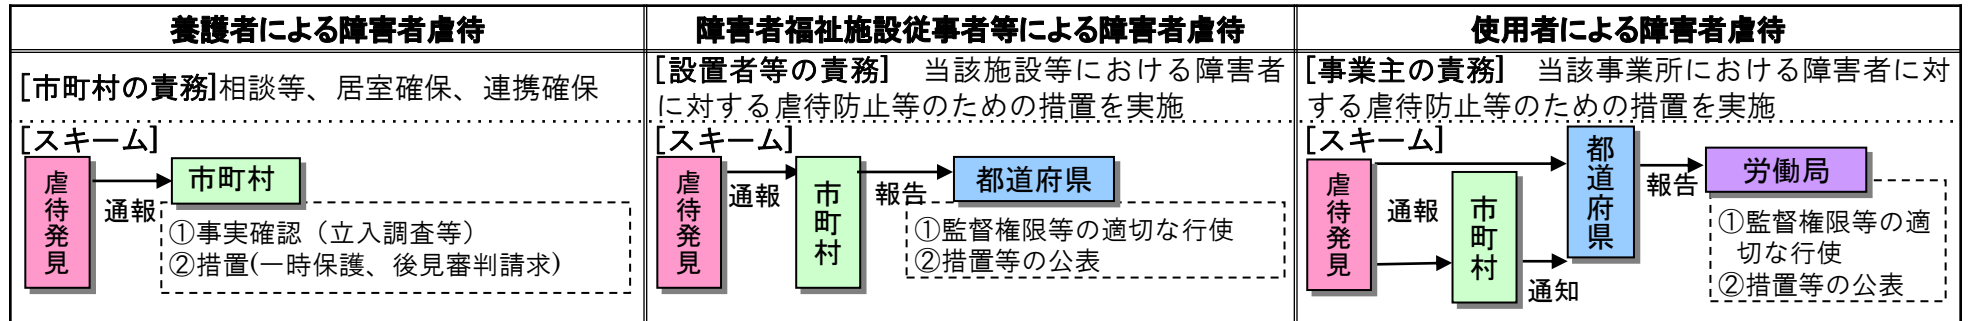 養護者による障害者虐待
[市町村の責務]相談等、居室確保、連携確保
[スキーム]
虐待発見
通報
市町村
①事実確認（立入調査等）
②措置(一時保護、後見審判請求)
障害者福祉施設従事者等による障害者虐待
[設置者等の責務]　当該施設等における障害者
に対する虐待防止等のための措置を実施
[スキーム]
虐待発見
通報
市町村
報告
都道府県
①監督権限等の適切な行使
②措置等の公表
使用者による障害者虐待
[事業主の責務]　当該事業所における障害者に対
する虐待防止等のための措置を実施
[スキーム]
虐待発見
通報
市町村
通知
都道府県
報告
労働局
①監督権限等の適
切な行使
②措置等の公表